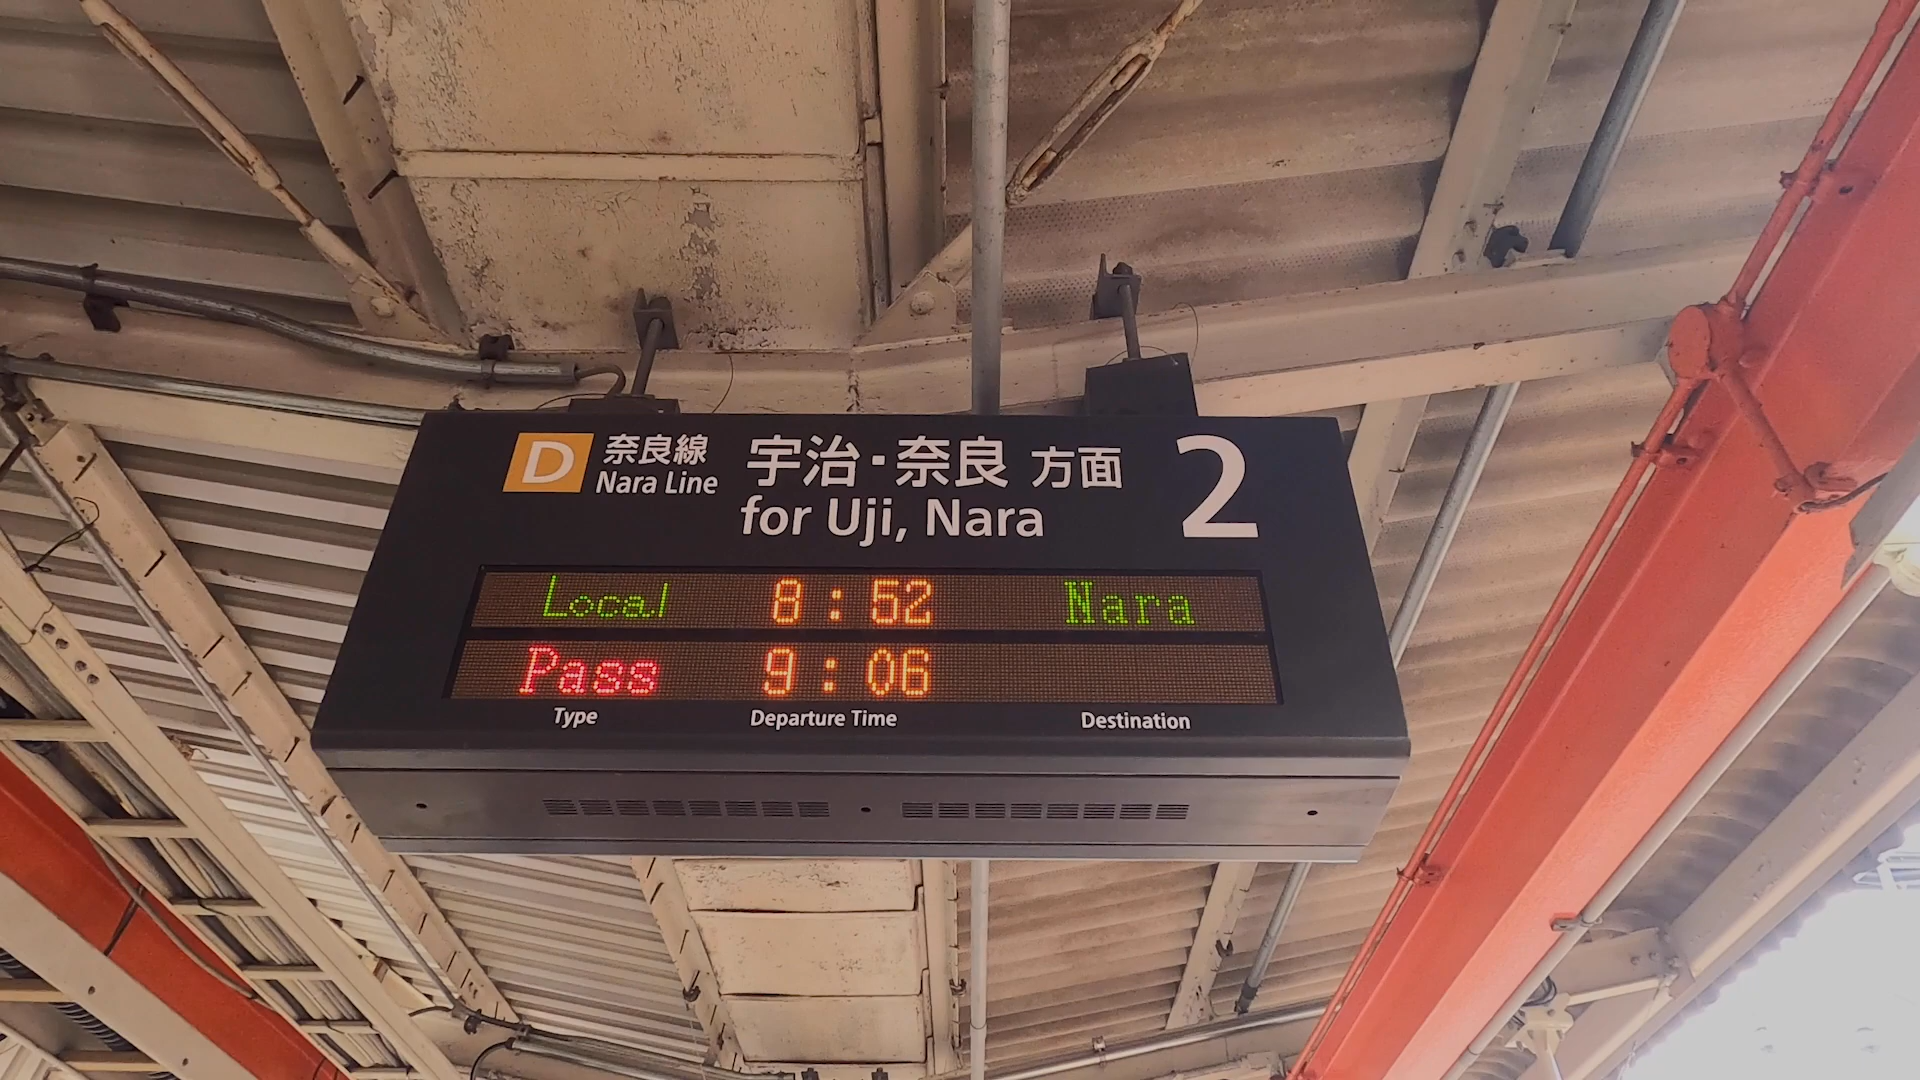 D 奈良線 宇治・奈良 方面 2
Nara Line for Uji, Nara
Local 8:52 Nara
Pass 9:06
Type Departure Time Destination